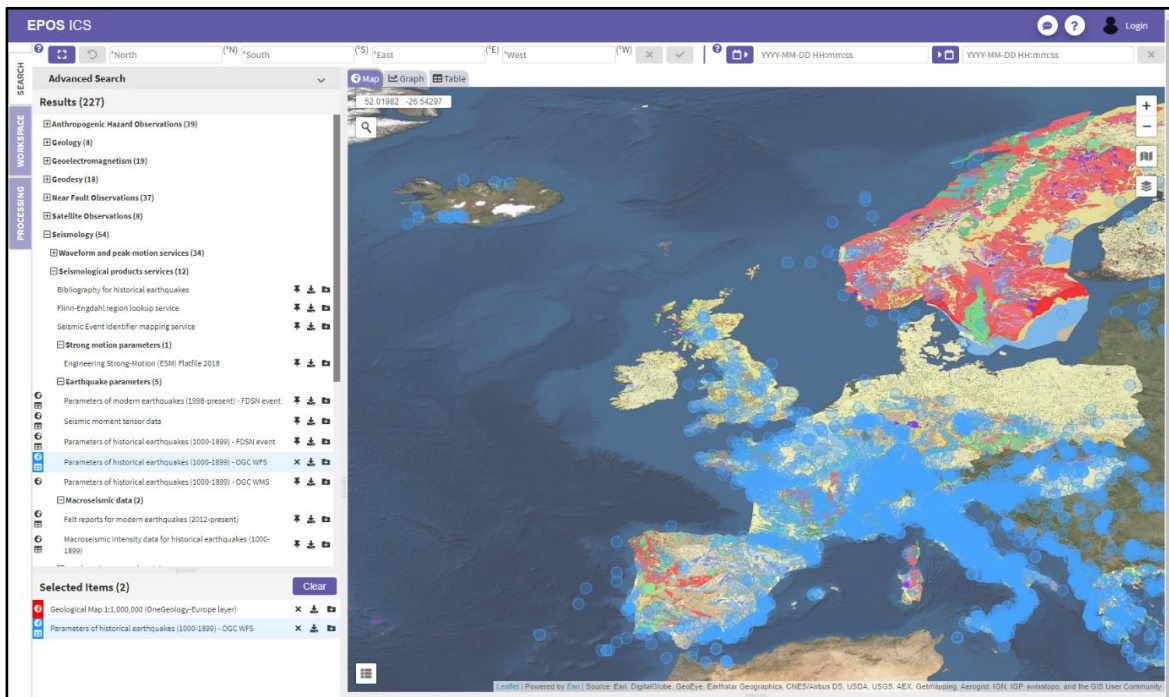 EPOS ICS
Login
SEARCH
WORKSPACE
PROCESSING
°North
(°N)
°South
(°S)
°East
(°E)
°West
(°W)
YYYY-MM-DD HH:mm:ss
YYYY-MM-DD HH:mm:ss
Advanced Search
Results (227)
Anthropogenic Hazard Observations (39)
Geology (8)
Geoelectromagnetism (19)
Geodesy (18)
Near Fault Observations (37)
Satellite Observations (8)
Seismology (54)
Waveform and peak-motion services (34)
Seismological products services (12)
Bibliography for historical earthquakes
Flinn-Engdahl region lookup service
Seismic Event Identifier mapping service
Strong motion parameters (1)
Engineering Strong-Motion (ESM) Flatfile 2018
Earthquake parameters (5)
Parameters of modern earthquakes (1998-present) - FDSN event
Seismic moment tensor data
Parameters of historical earthquakes (1000-1899) - FDSN event
Parameters of historical earthquakes (1000-1899) - OGC WFS
Parameters of historical earthquakes (1000-1899) - OGC WMS
Macroseismic data (2)
Felt reports for modern earthquakes (2012-present)
Macroseismic intensity data for historical earthquakes (1000-
1899)
Selected Items (2)
Clear
Geological Map 1:1,000,000 (OneGeology-Europe layer)
Parameters of historical earthquakes (1000-1899) - OGC WFS
Map
Graph
Table
52.01982 : -26.54297
Leaflet | Powered by Esri | Source: Esri, DigitalGlobe, GeoEye, Earthstar Geographics, CNES/Airbus DS, USDA, USGS, AEX, Getmapping, Aerogrid, IGN, IGP, swisstopo, and the GIS User Community